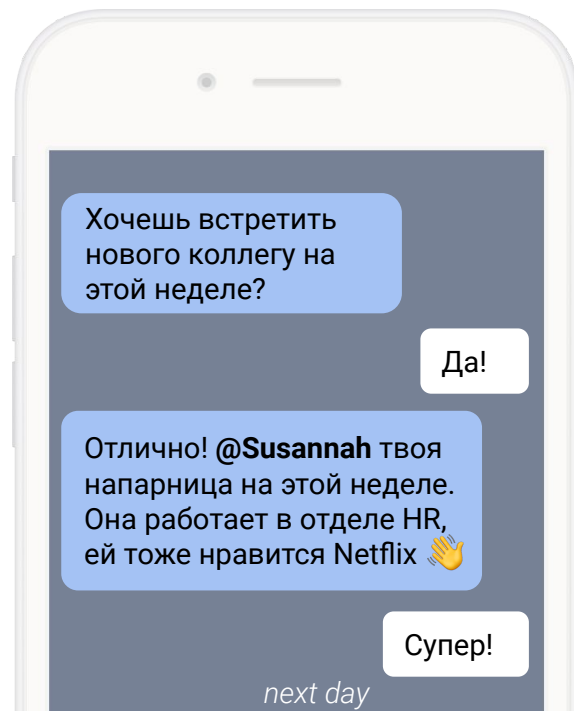 Хочешь встретить
нового коллегу на
этой неделе?
Да!
Отлично! @Susannah твоя
напарница на этой неделе.
Она работает в отделе HR,
ей тоже нравится Netflix 👋
Супер!
next day